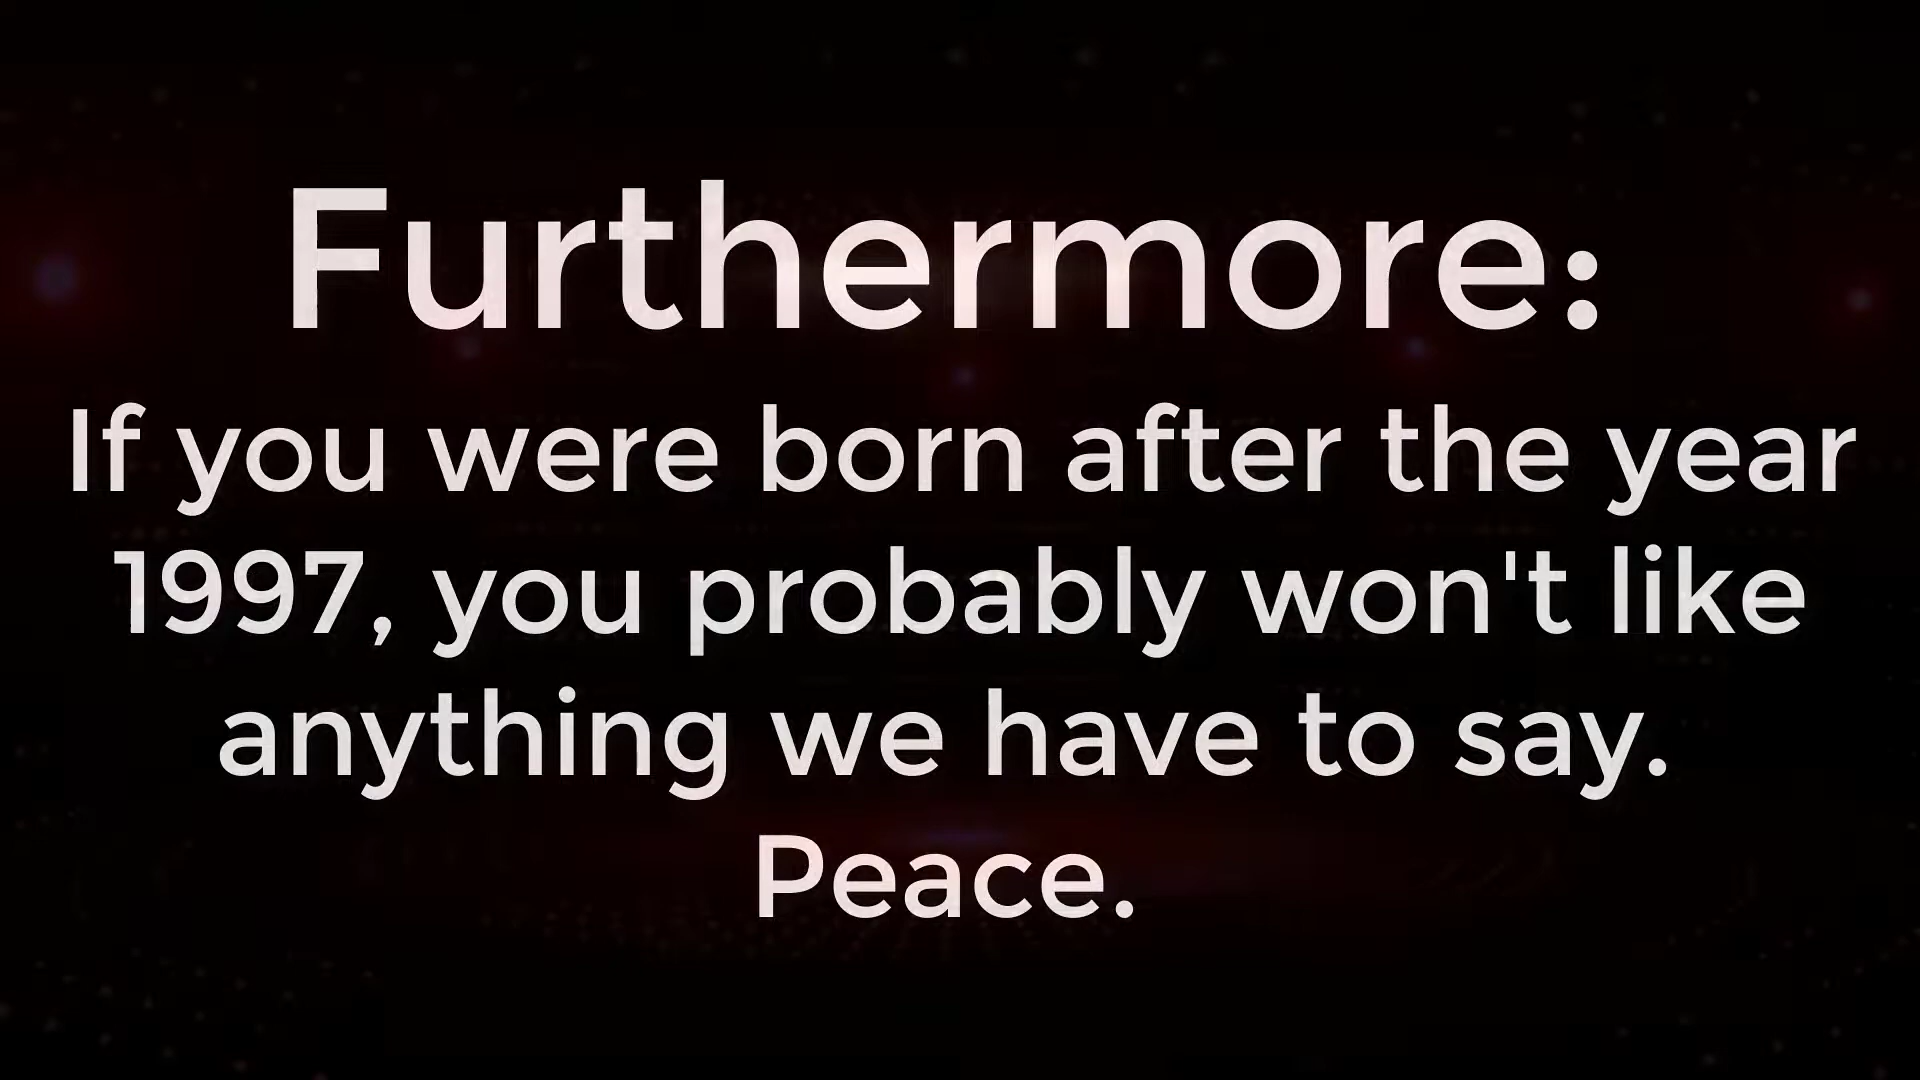 Furthermore:
If you were born after the year
1997, you probably won't like
anything we have to say.
Peace.